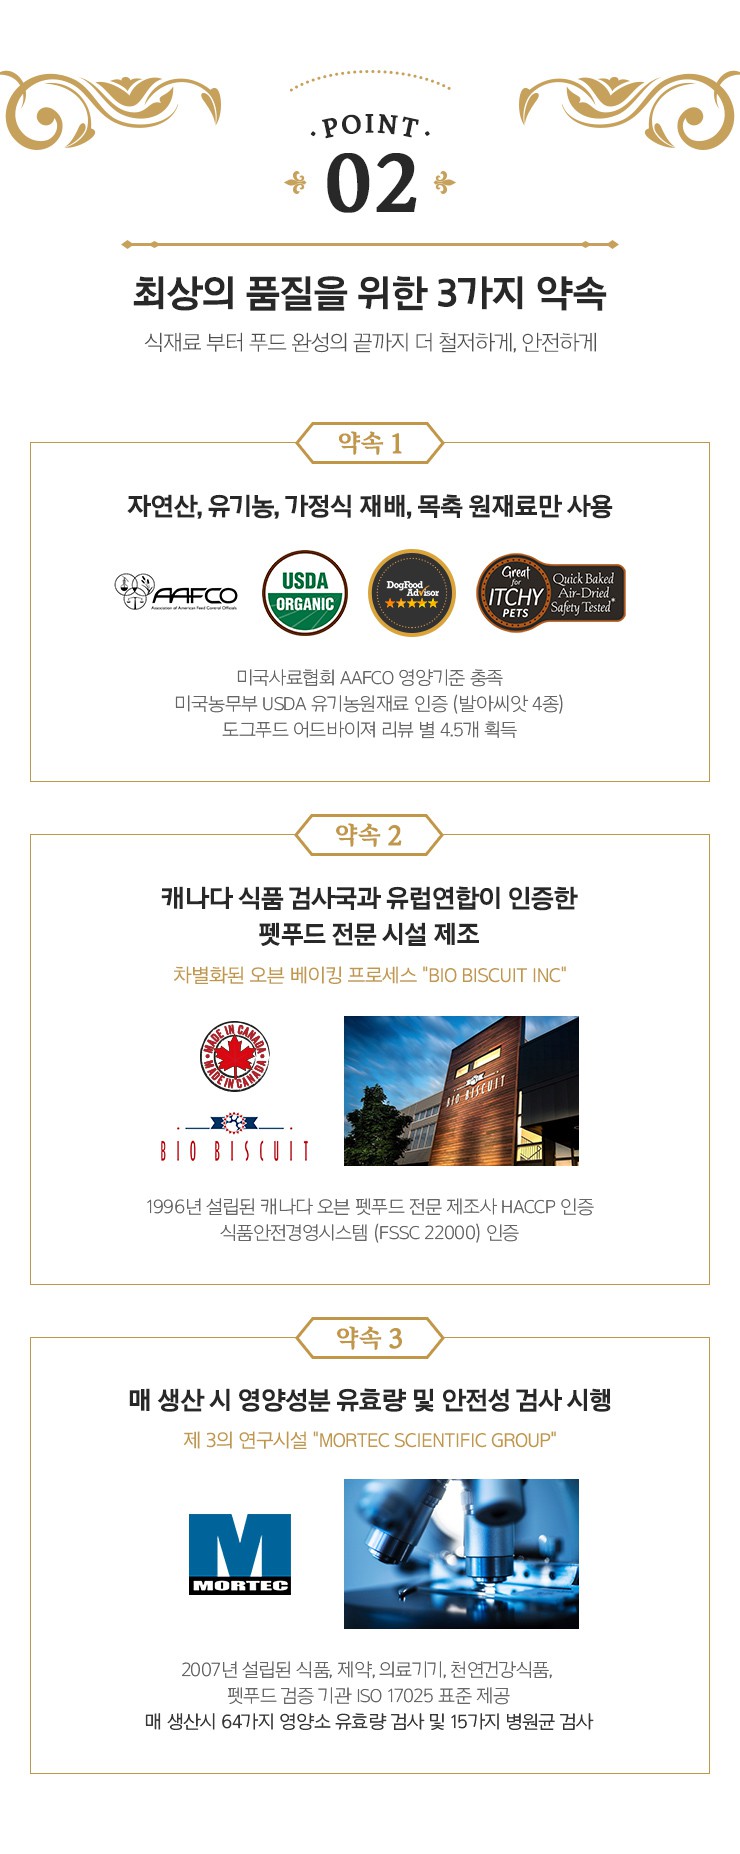 ·POINT·
02
최상의 품질을 위한 3가지 약속
식재료 부터 푸드 완성의 끝까지 더 철저하게, 안전하게
약속 1
자연산, 유기농, 가정식 재배, 목축 원재료만 사용
AAFCO
Association of American Feed Control Officials
USDA
ORGANIC
DogFood
Advisor
Great
for
ITCHY
PETS
Quick Baked
Air-Dried
Safety Tested*
미국사료협회 AAFCO 영양기준 충족
미국농무부 USDA 유기농원재료 인증 (발아씨앗 4종)
도그푸드 어드바이져 리뷰 별 4.5개 획득
약속 2
캐나다 식품 검사국과 유럽연합이 인증한
펫푸드 전문 시설 제조
차별화된 오븐 베이킹 프로세스 "BIO BISCUIT INC"
MADE IN CANADA
MADE IN CANADA
BIO BISCUIT
BIO BISCUIT
1996년 설립된 캐나다 오븐 펫푸드 전문 제조사 HACCP 인증
식품안전경영시스템 (FSSC 22000) 인증
약속 3
매 생산 시 영양성분 유효량 및 안전성 검사 시행
제 3의 연구시설 "MORTEC SCIENTIFIC GROUP"
M
MORTEC
2007년 설립된 식품, 제약, 의료기기, 천연건강식품,
펫푸드 검증 기관 ISO 17025 표준 제공
매 생산시 64가지 영양소 유효량 검사 및 15가지 병원균 검사